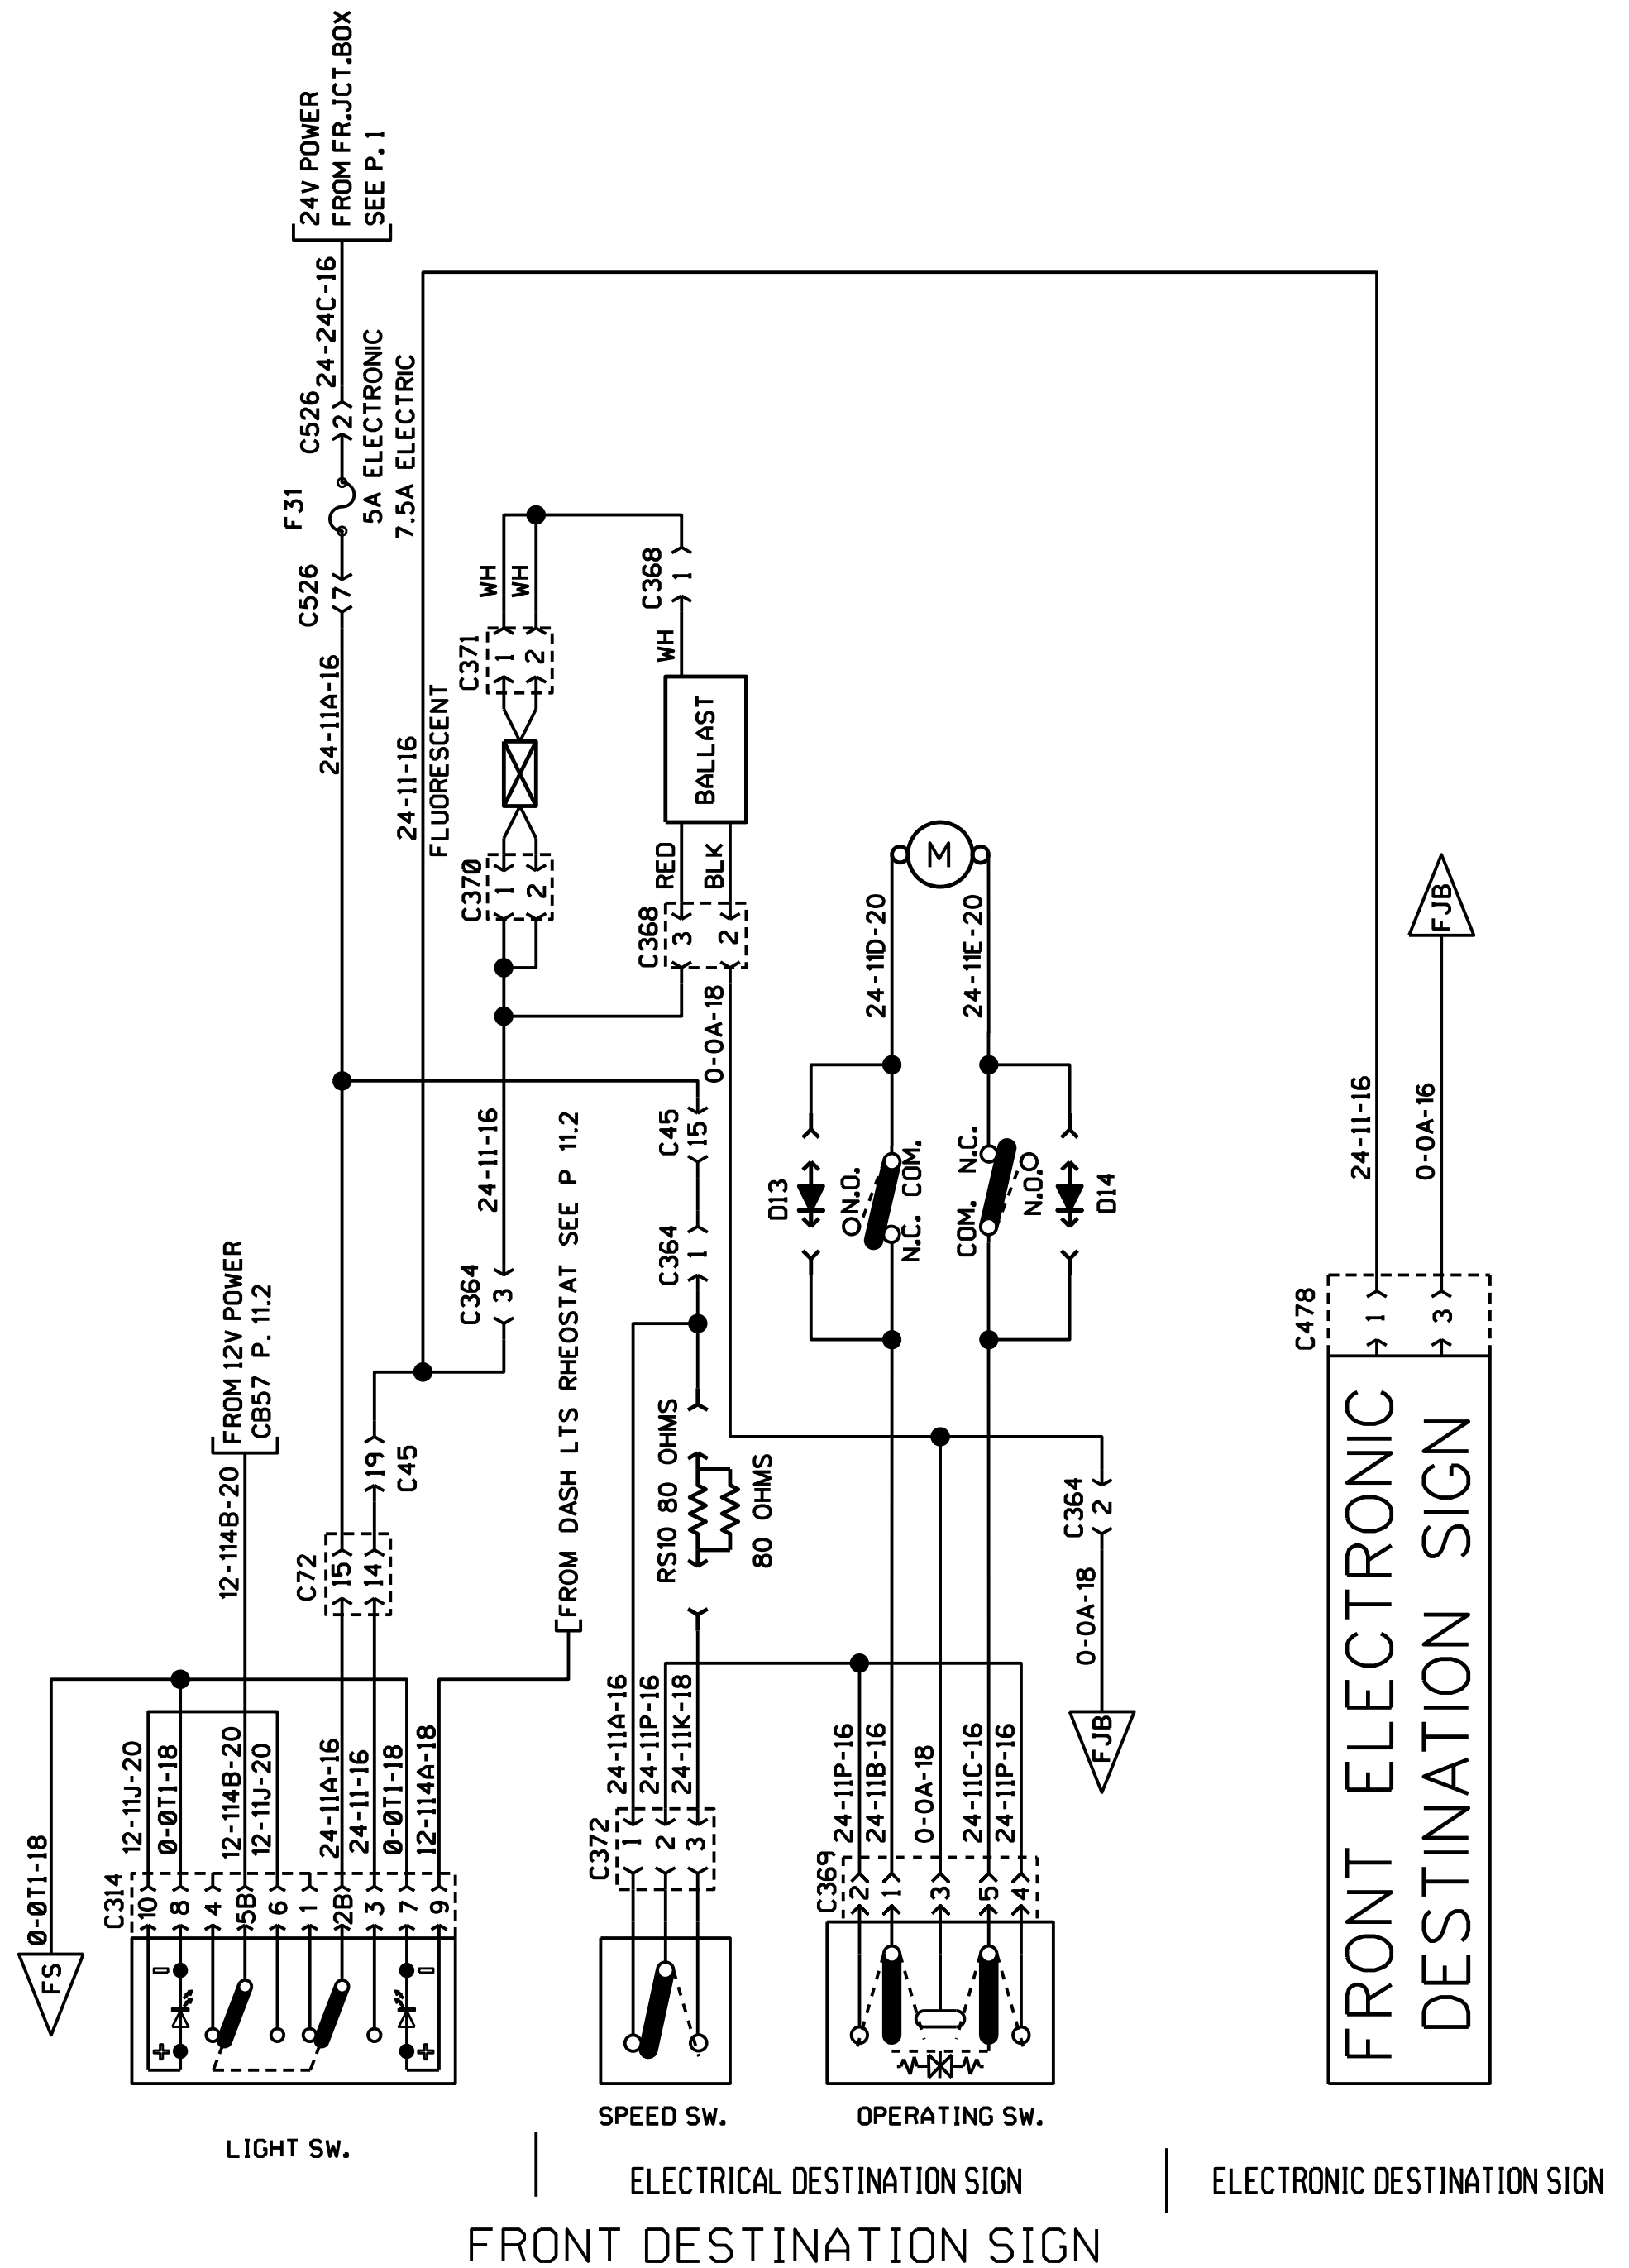 24V POWER
FROM FR.JCT.BOX
SEE P.1
24-24C-16
C526
2
F31
5A ELECTRONIC
7.5A ELECTRIC
C526
7
24-11A-16
24-11-16
FLUORESCENT
WH
WH
C371
1
2
C368
1
WH
BALLAST
C370
1
2
RED
BLK
C368
3
2
0-0A-18
M
24-11D-20
24-11E-20
FJB
24-11-16
C45
15
C364
1
C364
3
FROM DASH LTS RHEOSTAT SEE P 11.2
D13
N.O.
N.C.
COM.
COM.
N.C.
N.O.
D14
24-11-16
0-0A-16
FROM 12V POWER
CB57 P. 11.2
12-114B-20
19
C45
C72
15
14
RS10 80 OHMS
80 OHMS
C364
2
0-0A-18
FJB
C478
1
3
FRONT ELECTRONIC
DESTINATION SIGN
0-0T1-18
FS
12-11J-20
0-0T1-18
12-114B-20
12-11J-20
24-11A-16
24-11-16
0-0T1-18
12-114A-18
C314
10
8
4
5B
6
1
2B
3
7
9
24-11A-16
24-11P-16
24-11K-18
C372
1
2
3
24-11P-16
24-11B-16
0-0A-18
24-11C-16
24-11P-16
C369
2
1
3
5
4
LIGHT SW.
SPEED SW.
OPERATING SW.
ELECTRICAL DESTINATION SIGN
ELECTRONIC DESTINATION SIGN
FRONT DESTINATION SIGN